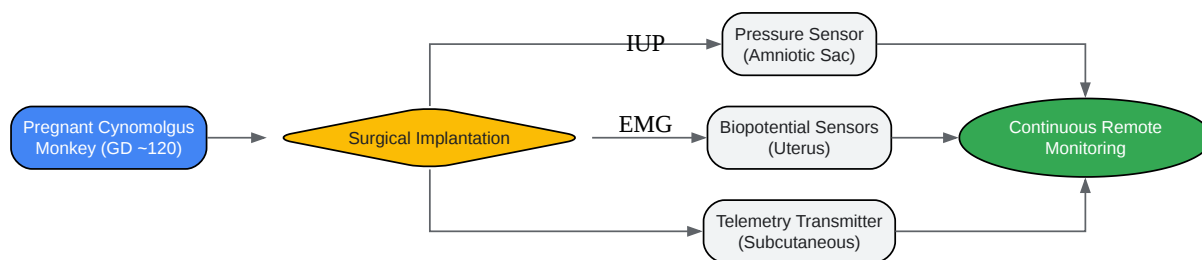 Pregnant Cynomolgus
Monkey (GD ~120)
Surgical Implantation
IUP
Pressure Sensor
(Amniotic Sac)
EMG
Biopotential Sensors
(Uterus)
Telemetry Transmitter
(Subcutaneous)
Continuous Remote
Monitoring